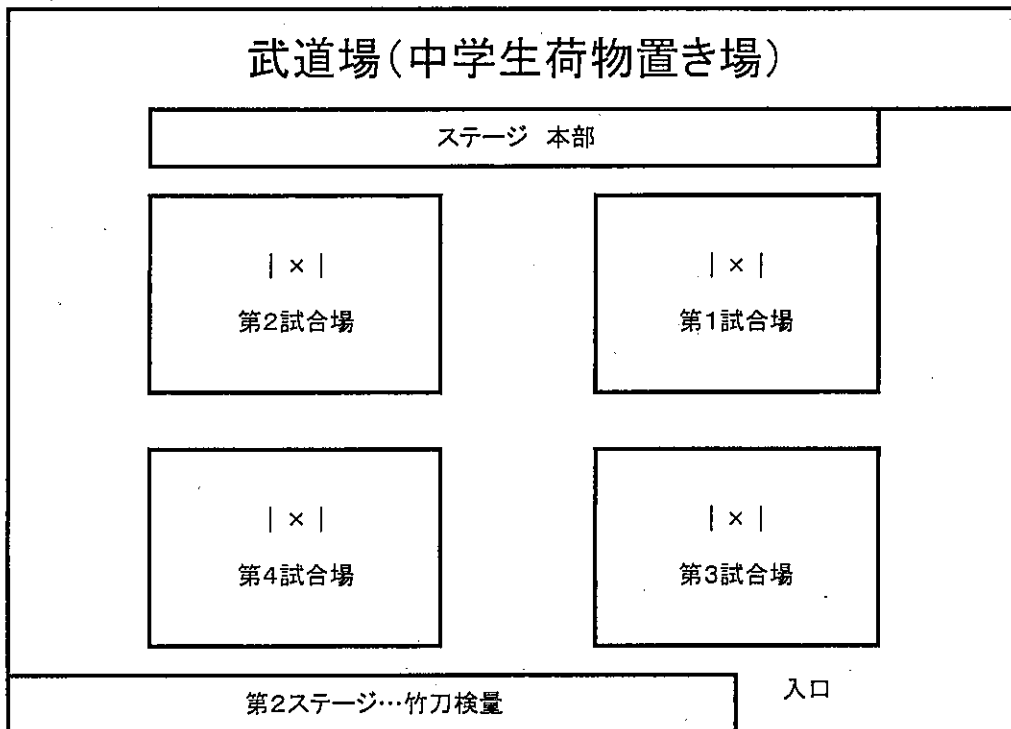 武道場(中学生荷物置き場)
ステージ 本部
| × |
第2試合場
| × |
第1試合場
| × |
第4試合場
| × |
第3試合場
第2ステージ…竹刀検量
入口